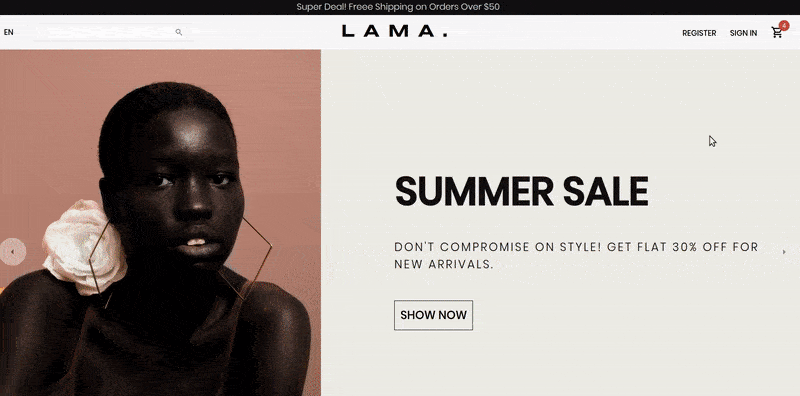 Super Deal! Freee Shipping on Orders Over $50
EN
LAMA.
REGISTER
SIGN IN
4
SUMMER SALE
DON'T COMPROMISE ON STYLE! GET FLAT 30% OFF FOR
NEW ARRIVALS.
SHOW NOW